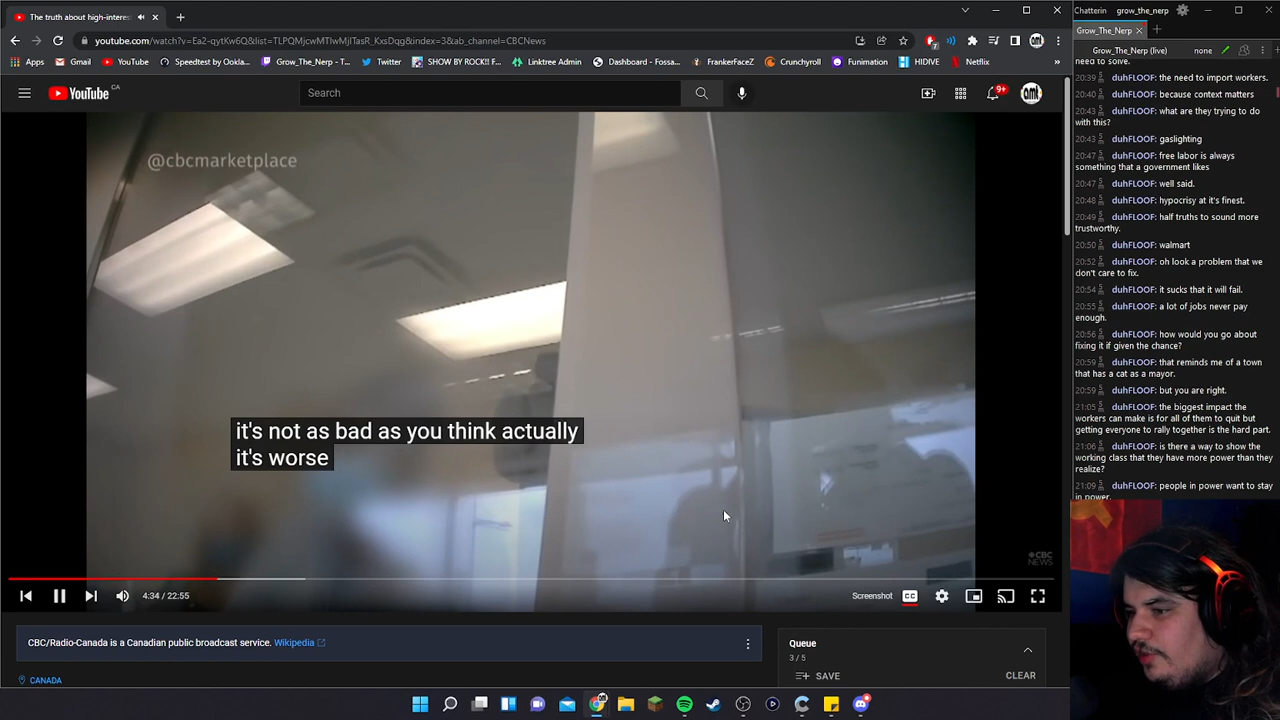 The truth about high-interes
youtube.com/watch?v=Ea2-qytKw6Q&list=TLPQMjcwMTIwMjlTasR_KxsDqg&index=3&ab_channel=CBCNews
Apps
Gmail
YouTube
Speedtest by Ookla...
Grow_The_Nerp - T...
Twitter
SHOW BY ROCK!! F...
Linktree Admin
Dashboard - Fossa...
FrankerFaceZ
Crunchyroll
Funimation
HIDIVE
Netflix
»
YouTube CA
Search
9+
@cbcmarketplace
it's not as bad as you think actually
it's worse
CBC
NEWS
4:34 / 22:55
Screenshot
CC
CBC/Radio-Canada is a Canadian public broadcast service. Wikipedia
CANADA
Queue
3 / 5
SAVE
CLEAR
Chatterin
grow_the_nerp
Grow_The_Nerp
Grow_The_Nerp (live)
none
need to solve.
20:39 duhFLOOF: the need to import workers.
20:40 duhFLOOF: because context matters
20:43 duhFLOOF: what are they trying to do
with this?
20:43 duhFLOOF: gaslighting
20:47 duhFLOOF: free labor is always
something that a government likes
20:47 duhFLOOF: well said.
20:48 duhFLOOF: hypocrisy at it's finest.
20:49 duhFLOOF: half truths to sound more
trustworthy.
20:50 duhFLOOF: walmart
20:52 duhFLOOF: oh look a problem that we
don't care to fix.
20:54 duhFLOOF: it sucks that it will fail.
20:55 duhFLOOF: a lot of jobs never pay
enough.
20:56 duhFLOOF: how would you go about
fixing it if given the chance?
20:59 duhFLOOF: that reminds me of a town
that has a cat as a mayor.
20:59 duhFLOOF: but you are right.
21:05 duhFLOOF: the biggest impact the
workers can make is for all of them to quit but
getting everyone to rally together is the hard part.
21:06 duhFLOOF: is there a way to show the
working class that they have more power than they
realize?
21:09 duhFLOOF: people in power want to stay
in power.